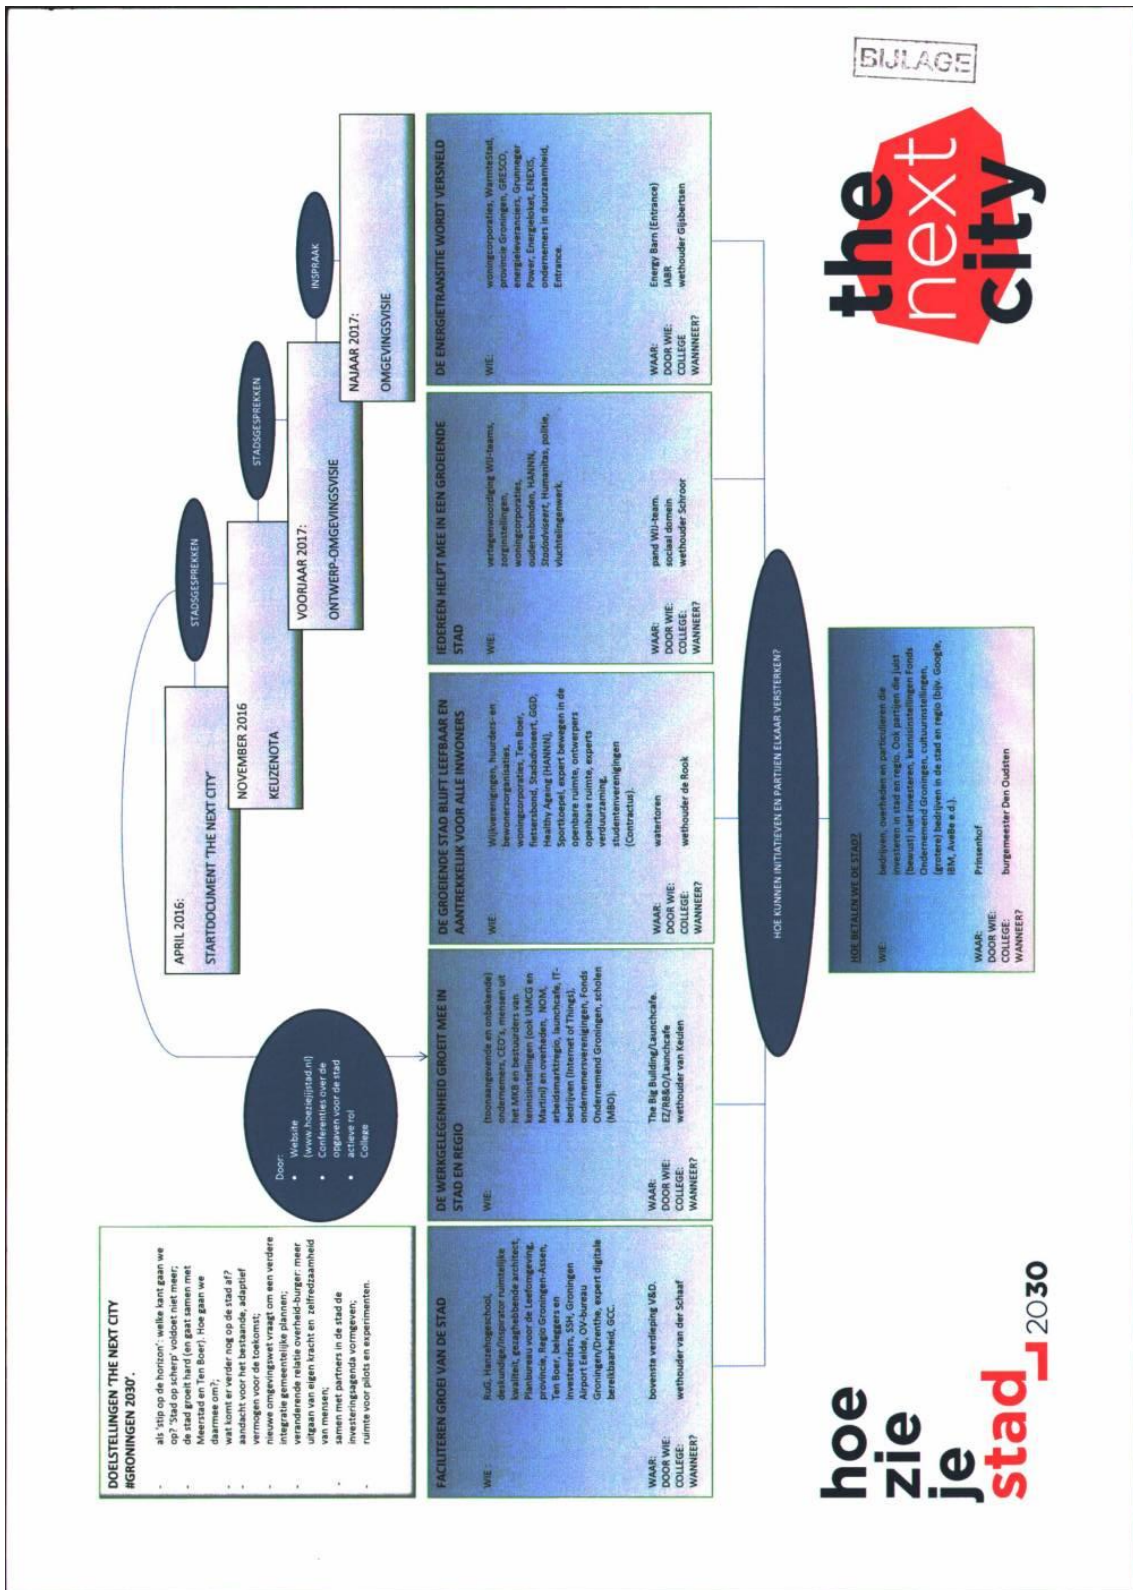 BIJLAGE
DOELSTELLINGEN 'THE NEXT CITY
#GRONINGEN 2030'.
- als 'stip op de horizon': welke kant gaan we
op? 'Stad op scherp' voldoet niet meer;
- de stad groeit hard (en gaat samen met
Meerstad en Ten Boer). Hoe gaan we
daarmee om?;
- wat komt er verder nog op de stad af?
- aandacht voor het bestaande, adaptief
vermogen voor de toekomst;
- nieuwe omgevingswet vraagt om een verdere
integratie gemeentelijke plannen;
- veranderende relatie overheid-burger: meer
uitgaan van eigen kracht en zelfredzaamheid
van mensen;
- samen met partners in de stad de
investeringsagenda vormgeven;
- ruimte voor pilots en experimenten.
Door:
• Website
(www.hoeziejijstad.nl)
• Conferenties over de
opgaven voor de stad
• actieve rol
College
APRIL 2016:
STARTDOCUMENT 'THE NEXT CITY'
STADSGESPREKKEN
NOVEMBER 2016
KEUZENOTA
STADSGESPREKKEN
VOORJAAR 2017:
ONTWERP-OMGEVINGSVISIE
INSPRAAK
NAJAAR 2017:
OMGEVINGSVISIE
FACILITEREN GROEI VAN DE STAD
WIE:
RuG, Hanzehogeschool,
deskundige/inspirator ruimtelijke
kwaliteit, gezaghebbende architect,
Planbureau voor de Leefomgeving,
provincie, Regio Groningen-Assen,
Ten Boer, beleggers en
investeerders, SSH, Groningen
Airport Eelde, OV-bureau
Groningen/Drenthe, expert digitale
bereikbaarheid, GCC.
WAAR: bovenste verdieping V&D.
DOOR WIE:
COLLEGE: wethouder van der Schaaf
WANNEER?
DE WERKGELEGENHEID GROEIT MEE IN
STAD EN REGIO
WIE:
(toonaangevende en onbekende)
ondernemers, CEO's, mensen uit
het MKB en bestuurders van
kennisinstellingen (ook UMCG en
Martini) en overheden, NOM,
arbeidsmarktregio, launchcafe, IT-
bedrijven (Internet of Things),
ondernemersverenigingen, Fonds
Ondernemend Groningen, scholen
(MBO).
WAAR: The Big Building/Launchcafe.
DOOR WIE: EZ/RB&O/Launchcafe
COLLEGE: wethouder van Keulen
WANNEER?
DE GROEIENDE STAD BLIJFT LEEFBAAR EN
AANTREKKELIJK VOOR ALLE INWONERS
WIE
Wijkverenigingen, huurders- en
bewonersorganisaties,
woningcorporaties, Ten Boer,
fietsersbond, Stadadviseert, GGD,
Healthy Ageing (HANNN),
Sportkoepel, expert bewegen in de
openbare ruimte, ontwerpers
openbare ruimte, experts
verduurzaming,
studentenverenigingen
(Contractus).
WAAR: watertoren
DOOR WIE:
COLLEGE: wethouder de Rook
WANNEER?
IEDEREEN HELPT MEE IN EEN GROEIENDE
STAD
WIE:
vertegenwoordiging WIJ-teams,
zorginstellingen,
woningcorporaties,
ouderenbonden, HANNN,
Stadadviseert, Humanitas, politie,
vluchtelingenwerk.
WAAR: pand WIJ-team.
DOOR WIE: sociaal domein
COLLEGE: wethouder Schroor
WANNEER?
DE ENERGIETRANSITIE WORDT VERSNELD
WIE:
woningcorporaties, WarmteStad,
provincie Groningen, GRESCO,
energieleveranciers, Grunneger
Power, Energieloket, ENEXIS,
ondernemers in duurzaamheid,
Entrance.
WAAR: Energy Barn (Entrance)
DOOR WIE: IABR
COLLEGE wethouder Gijsbertsen
WANNNEER?
HOE KUNNEN INITIATIEVEN EN PARTIJEN ELKAAR VERSTERKEN?
HOE BETALEN WE DE STAD?
WIE:
bedrijven, overheden en particulieren die
investeren in stad en regio. Ook partijen die juist
(bewust) niet investeren, kennisinstellingen Fonds
Ondernemend Groningen, cultuurinstellingen,
(grotere) bedrijven in de stad en regio (bijv. Google,
IBM, AveBe e.d.).
WAAR: Prinsenhof
DOOR WIE:
COLLEGE: burgemeester Den Oudsten
WANNEER?
hoe
zie
je
stad 2030
the
next
city